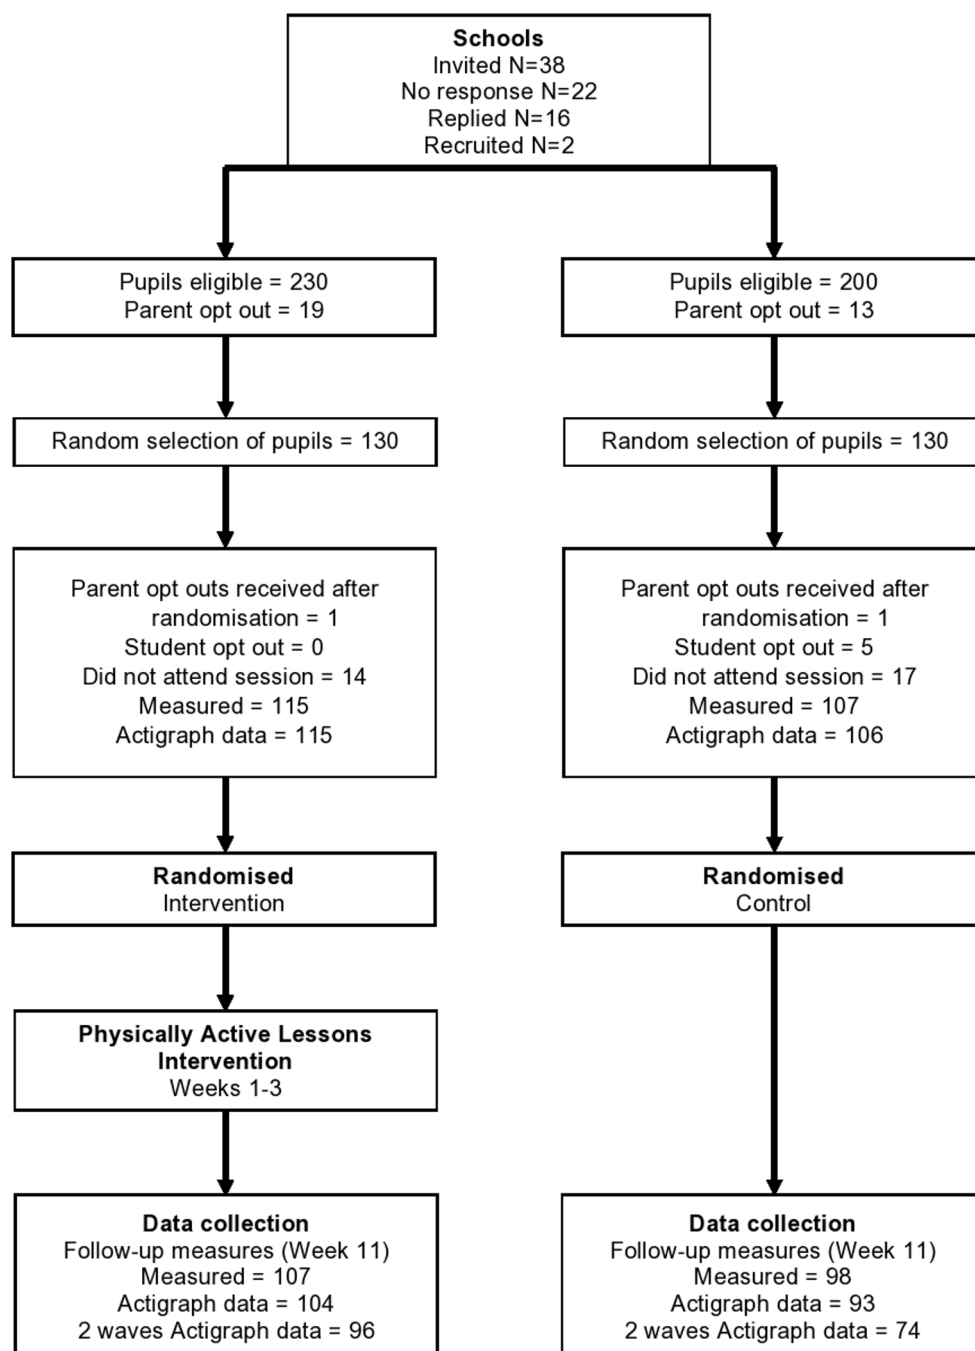 Schools
Invited N=38
No response N=22
Replied N=16
Recruited N=2
Pupils eligible = 230
Parent opt out = 19
Pupils eligible = 200
Parent opt out = 13
Random selection of pupils = 130
Random selection of pupils = 130
Parent opt outs received after
randomisation = 1
Student opt out = 0
Did not attend session = 14
Measured = 115
Actigraph data = 115
Parent opt outs received after
randomisation = 1
Student opt out = 5
Did not attend session = 17
Measured = 107
Actigraph data = 106
Randomised
Intervention
Randomised
Control
Physically Active Lessons
Intervention
Weeks 1-3
Data collection
Follow-up measures (Week 11)
Measured = 107
Actigraph data = 104
2 waves Actigraph data = 96
Data collection
Follow-up measures (Week 11)
Measured = 98
Actigraph data = 93
2 waves Actigraph data = 74